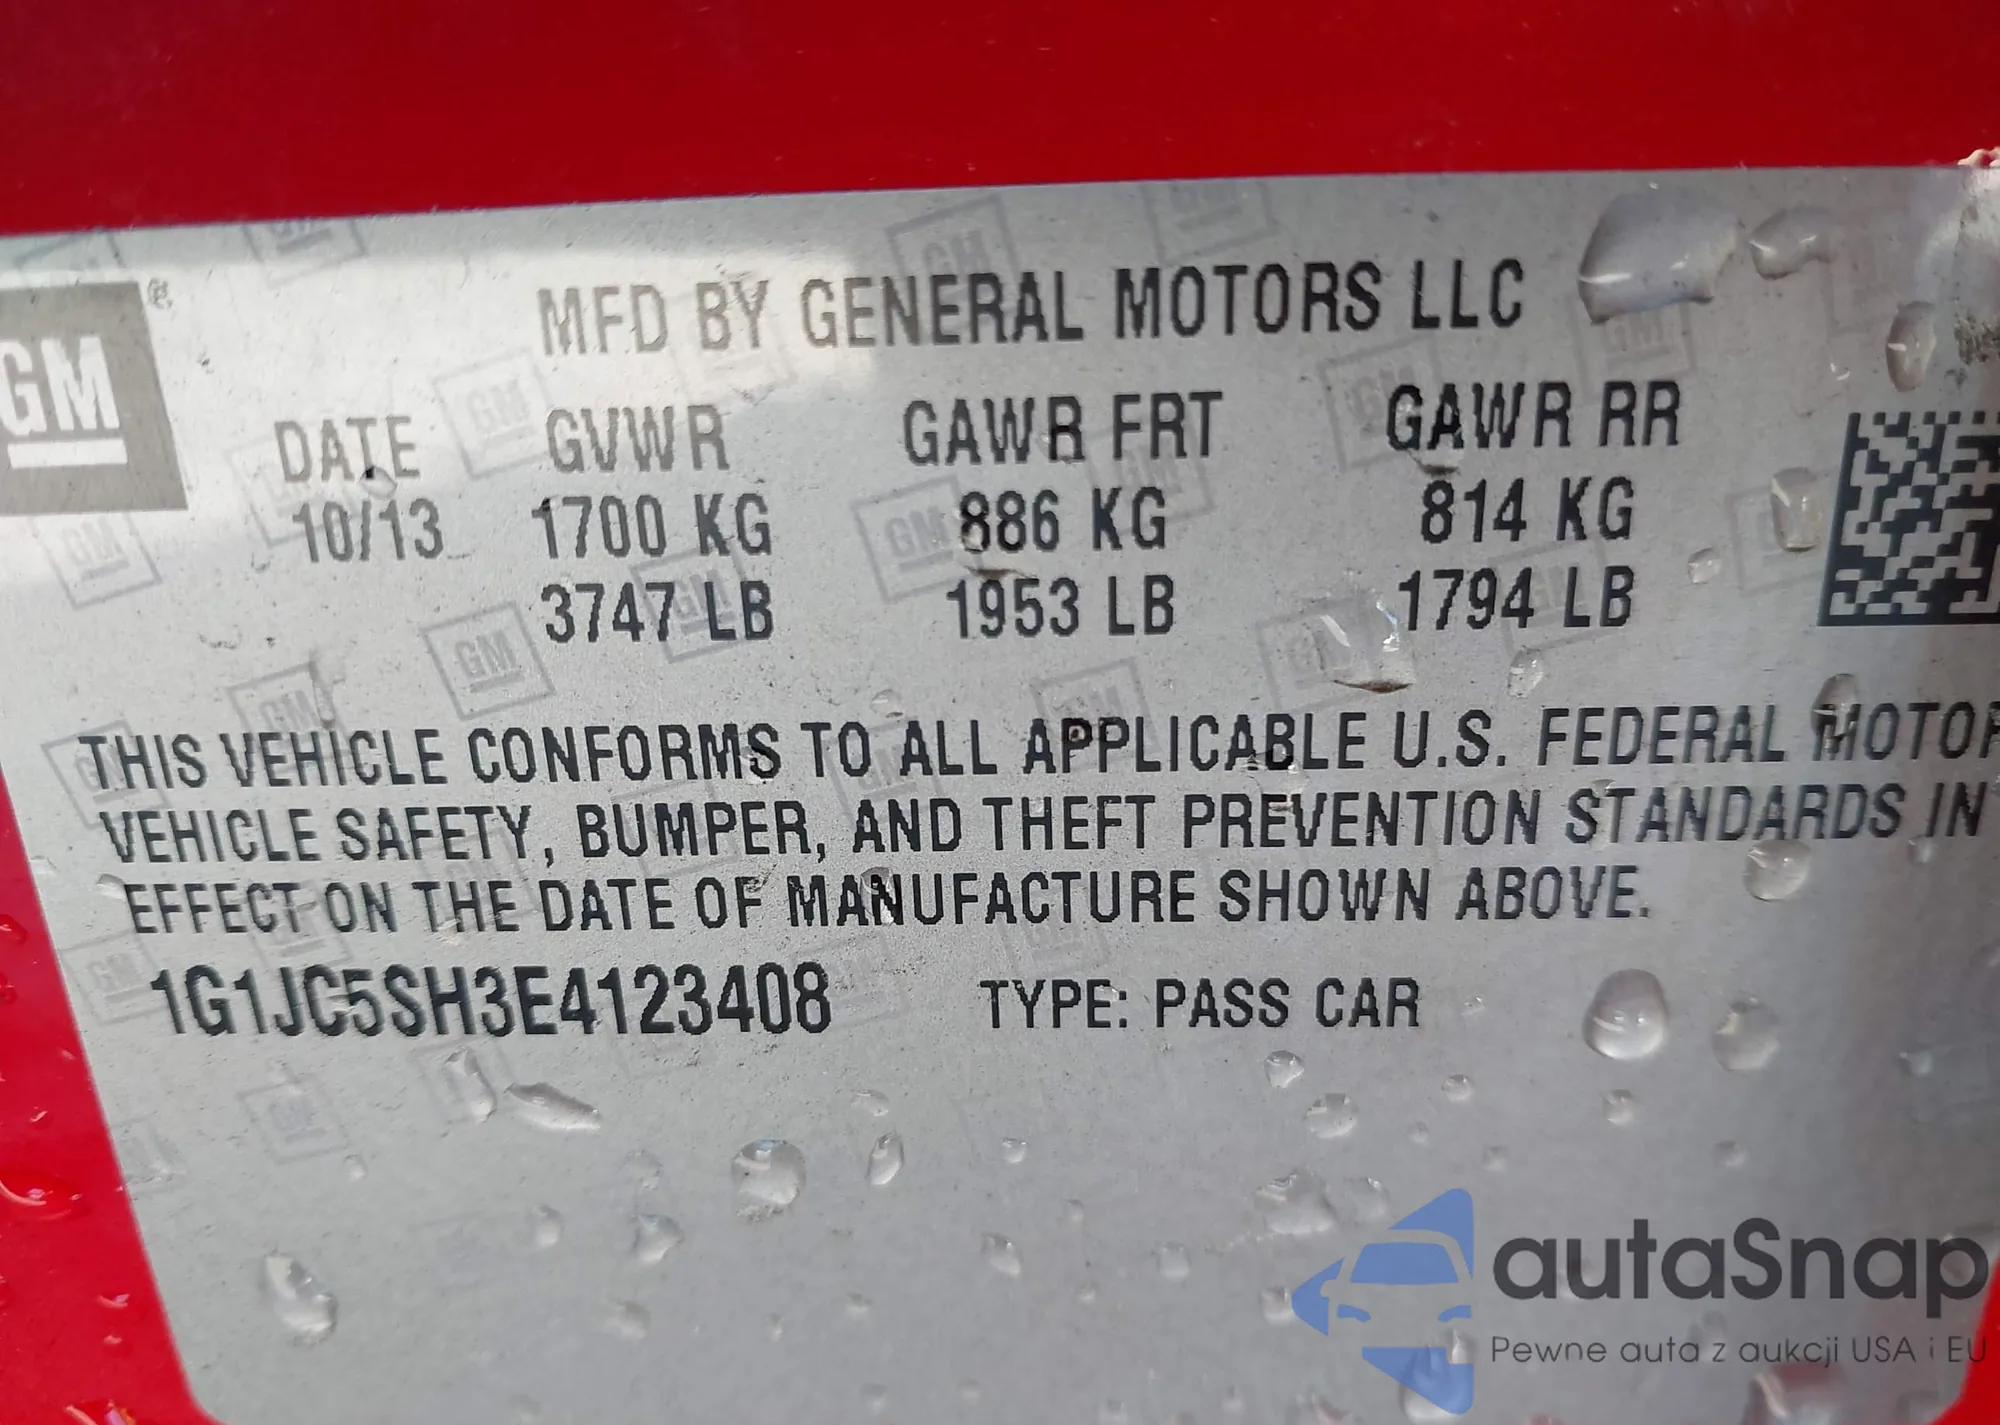 GM ®
MFD BY GENERAL MOTORS LLC
DATE GVWR GAWR FRT GAWR RR
10/13 1700 KG 886 KG 814 KG
3747 LB 1953 LB 1794 LB
THIS VEHICLE CONFORMS TO ALL APPLICABLE U.S. FEDERAL MOTOR
VEHICLE SAFETY, BUMPER, AND THEFT PREVENTION STANDARDS IN
EFFECT ON THE DATE OF MANUFACTURE SHOWN ABOVE.
1G1JC5SH3E4123408 TYPE: PASS CAR
autaSnap
Pewne auta z aukcji USA i EU